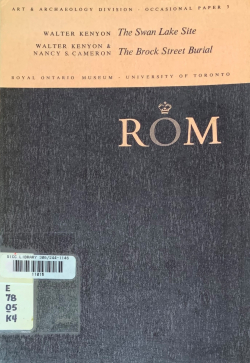 ART & ARCHAEOLOGY DIVISION · OCCASIONAL PAPER 3
WALTER KENYON The Swan Lake Site
WALTER KENYON &
NANCY S. CAMERON The Brock Street Burial
ROYAL ONTARIO MUSEUM · UNIVERSITY OF TORONTO
ROM
E
78
O5
K4